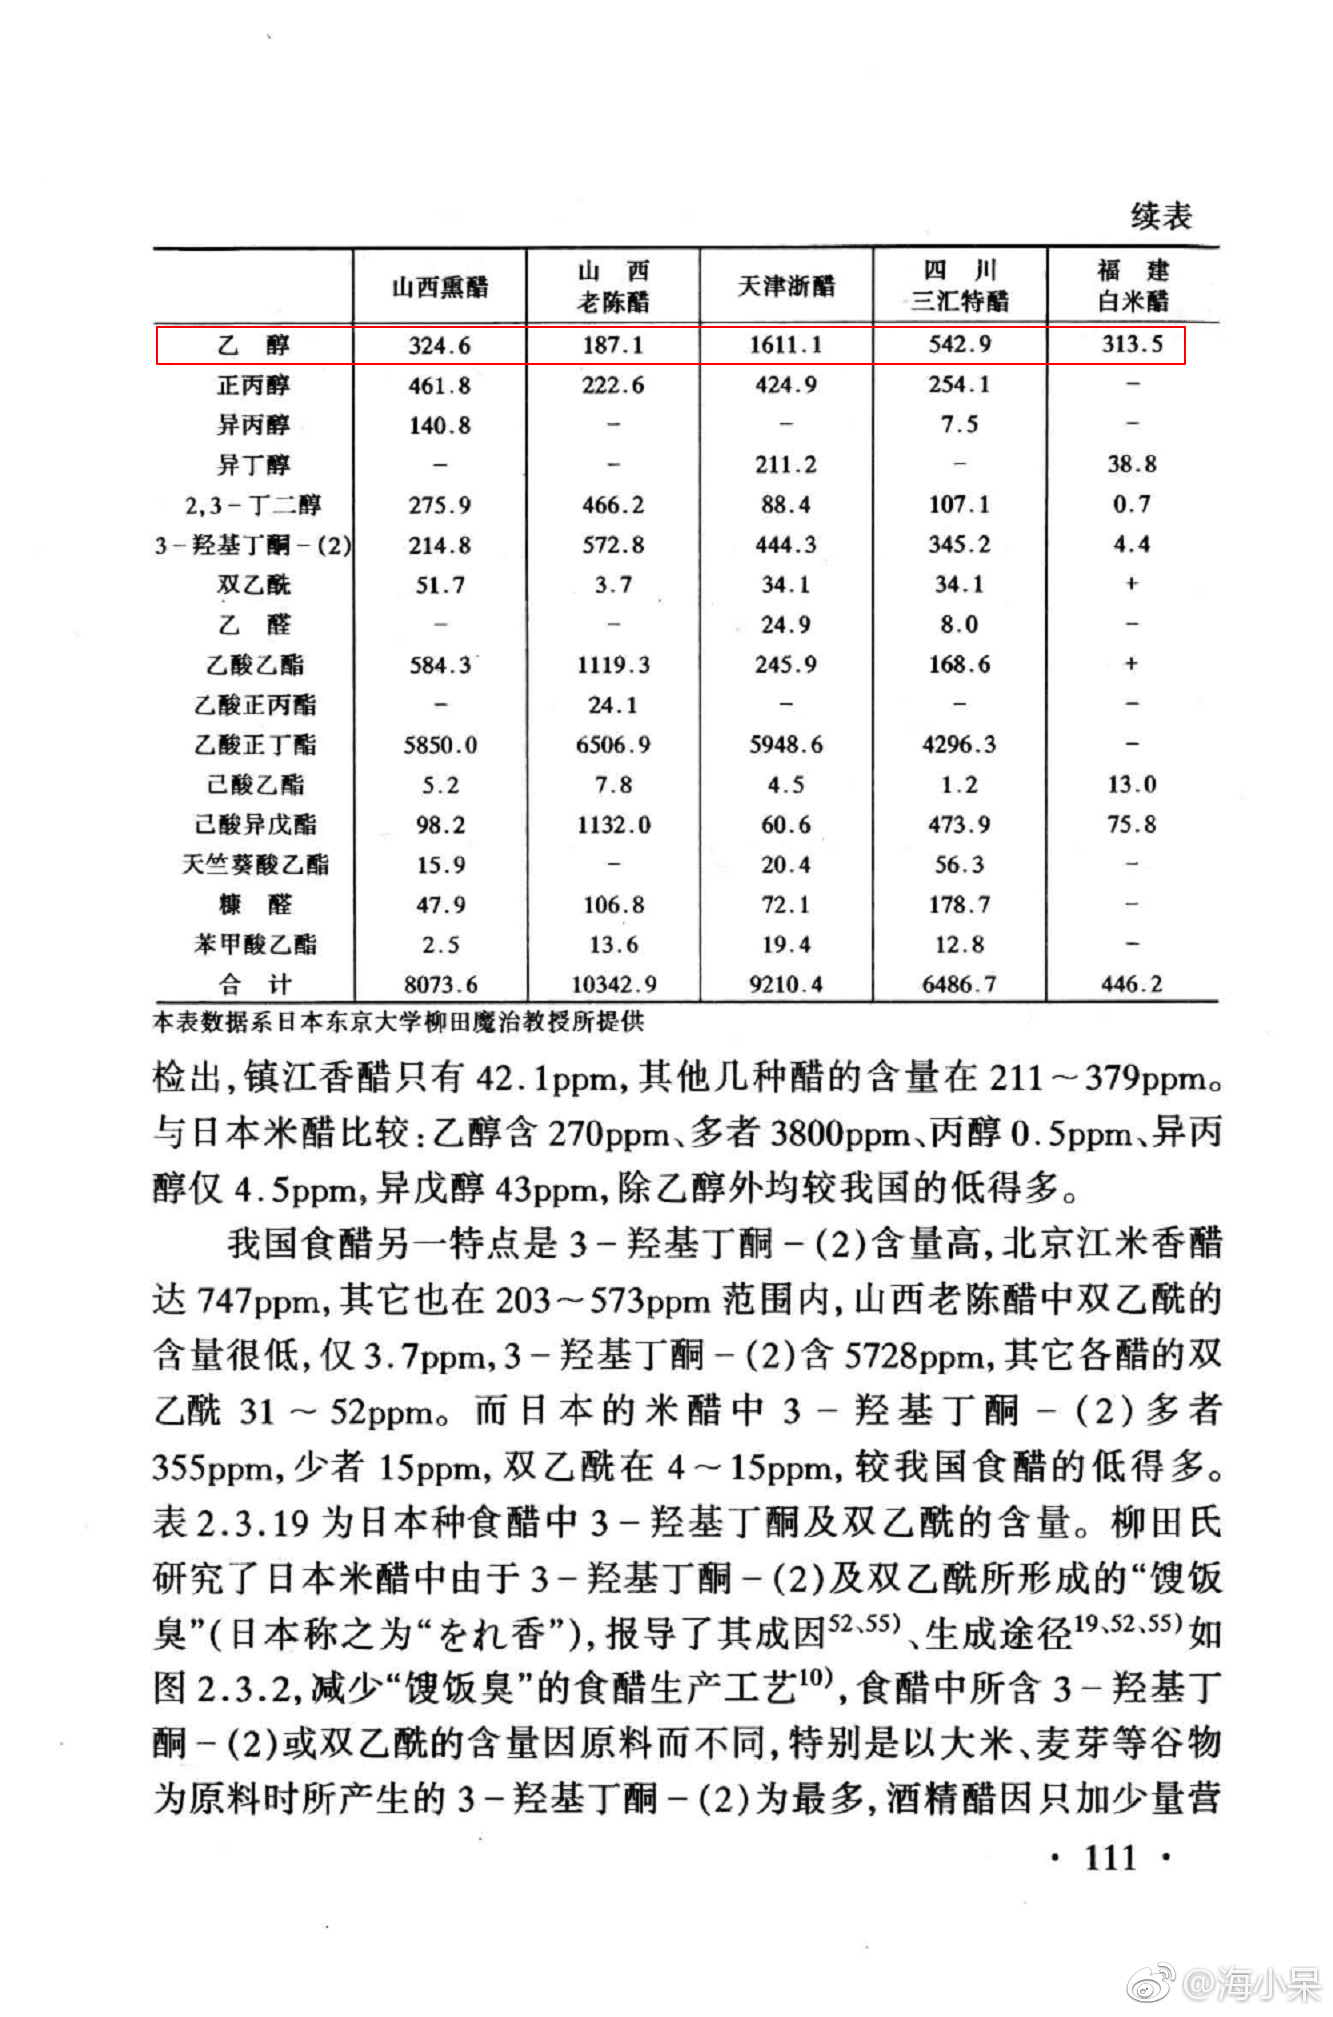 续表
山西熏醋 山 西 老陈醋 天津浙醋 四 川 三汇特醋 福 建 白米醋
乙 醇 324.6 187.1 1611.1 542.9 313.5
正丙醇 461.8 222.6 424.9 254.1 －
异丙醇 140.8 － － 7.5 －
异丁醇 － － 211.2 － 38.8
2,3－丁二醇 275.9 466.2 88.4 107.1 0.7
3－羟基丁酮－(2) 214.8 572.8 444.3 345.2 4.4
双乙酰 51.7 3.7 34.1 34.1 +
乙 醛 － － 24.9 8.0 －
乙酸乙酯 584.3 1119.3 245.9 168.6 +
乙酸正丙酯 － 24.1 － － －
乙酸正丁酯 5850.0 6506.9 5948.6 4296.3 －
己酸乙酯 5.2 7.8 4.5 1.2 13.0
己酸异戊酯 98.2 1132.0 60.6 473.9 75.8
天竺葵酸乙酯 15.9 － 20.4 56.3 －
糠 醛 47.9 106.8 72.1 178.7 －
苯甲酸乙酯 2.5 13.6 19.4 12.8 －
合 计 8073.6 10342.9 9210.4 6486.7 446.2
本表数据系日本东京大学柳田魔治教授所提供
检出,镇江香醋只有 42.1ppm,其他几种醋的含量在 211～379ppm。
与日本米醋比较:乙醇含 270ppm、多者 3800ppm、丙醇 0.5ppm、异丙
醇仅 4.5ppm,异戊醇 43ppm,除乙醇外均较我国的低得多。
我国食醋另一特点是 3－羟基丁酮－(2)含量高,北京江米香醋
达 747ppm,其它也在 203～573ppm 范围内,山西老陈醋中双乙酰的
含量很低,仅 3.7ppm,3－羟基丁酮－(2)含 5728ppm,其它各醋的双
乙酰 31～52ppm。而日本的米醋中 3－羟基丁酮－(2)多者
355ppm,少者 15ppm,双乙酰在 4～15ppm,较我国食醋的低得多。
表 2.3.19 为日本种食醋中 3－羟基丁酮及双乙酰的含量。柳田氏
研究了日本米醋中由于 3－羟基丁酮－(2)及双乙酰所形成的“馊饭
臭”(日本称之为“をれ香”),报导了其成因52、55)、生成途径19、52、55)如
图 2.3.2,减少“馊饭臭”的食醋生产工艺10),食醋中所含 3－羟基丁
酮－(2)或双乙酰的含量因原料而不同,特别是以大米、麦芽等谷物
为原料时所产生的 3－羟基丁酮－(2)为最多,酒精醋因只加少量营
· 111 ·
@海小呆